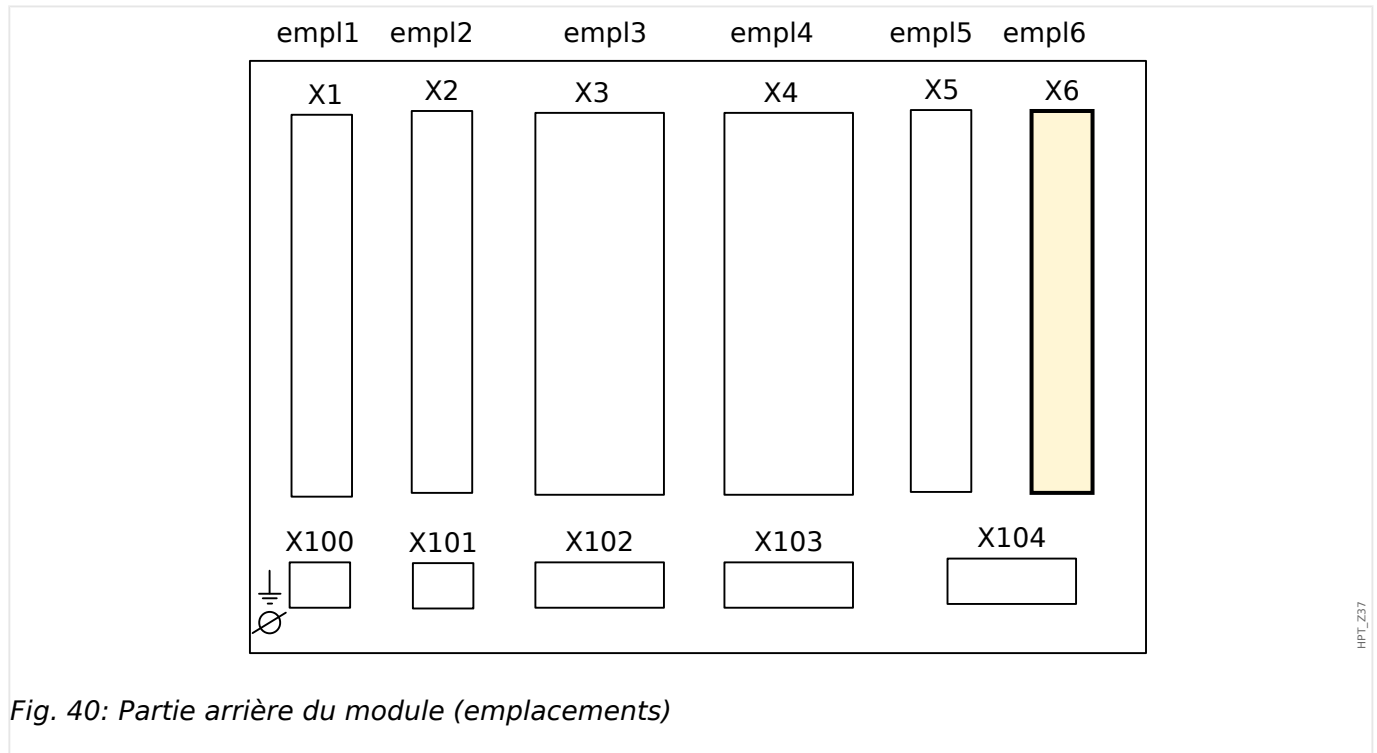 empl1 empl2 empl3 empl4 empl5 empl6
X1 X2 X3 X4 X5 X6
X100 X101 X102 X103 X104
HPT_Z37
Fig. 40: Partie arrière du module (emplacements)